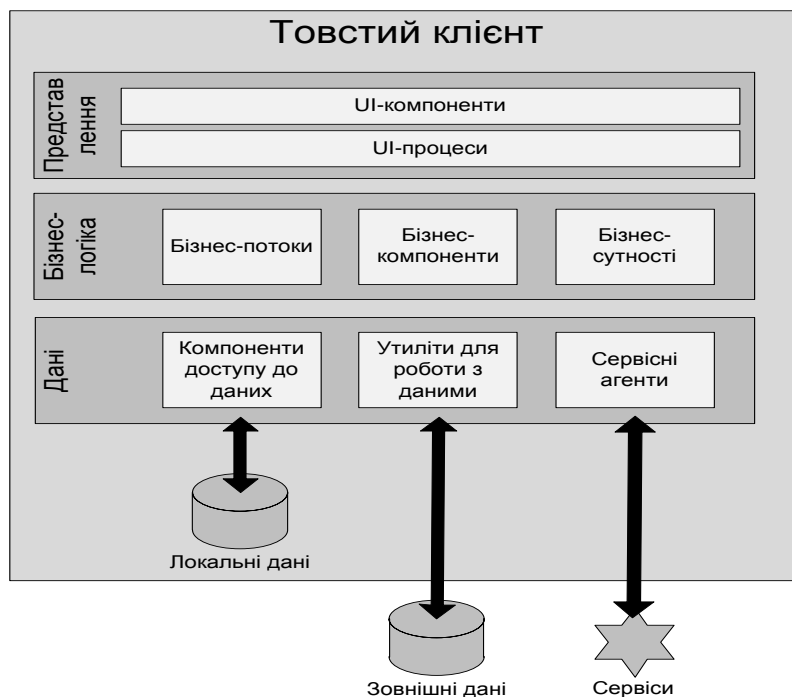 Товстий клієнт
Представ
лення
UI-компоненти
UI-процеси
Бізнес-
логіка
Бізнес-потоки
Бізнес-
компоненти
Бізнес-
сутності
Дані
Компоненти
доступу до
даних
Утиліти для
роботи з
даними
Сервісні
агенти
Локальні дані
Зовнішні дані
Сервіси